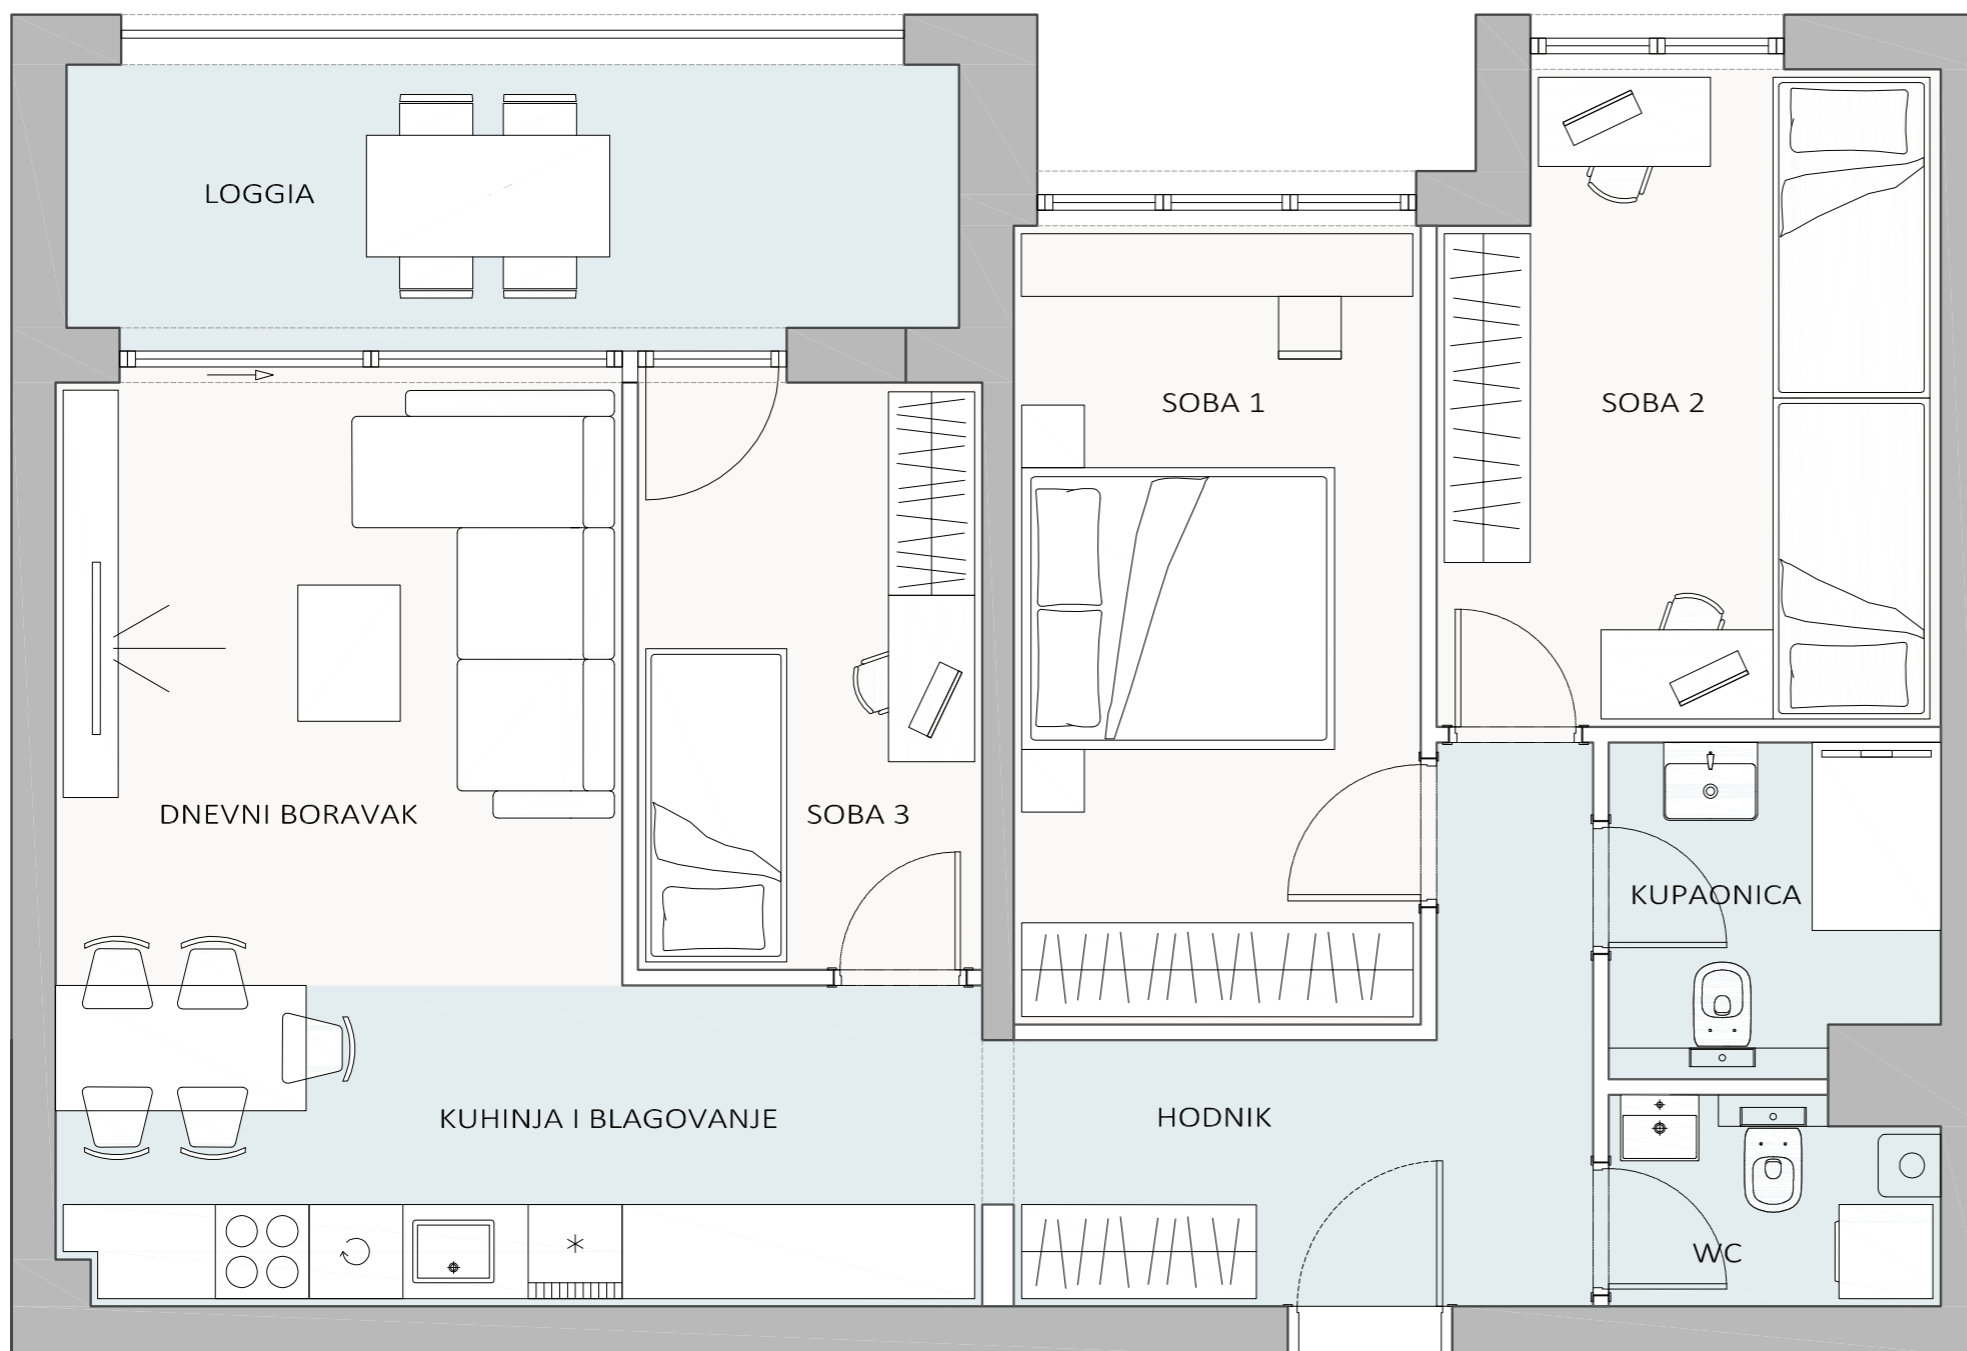 LOGGIA
SOBA 1
SOBA 2
DNEVNI BORAVAK
SOBA 3
KUPAONICA
KUHINJA I BLAGOVANJE
HODNIK
WC